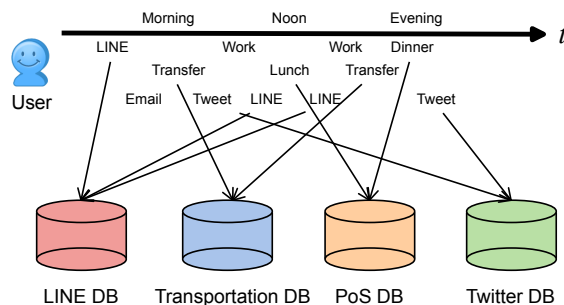 Morning Noon Evening
t
LINE Work Work Dinner
Transfer Lunch Transfer
User
Email Tweet LINE LINE Tweet
LINE DB Transportation DB PoS DB Twitter DB